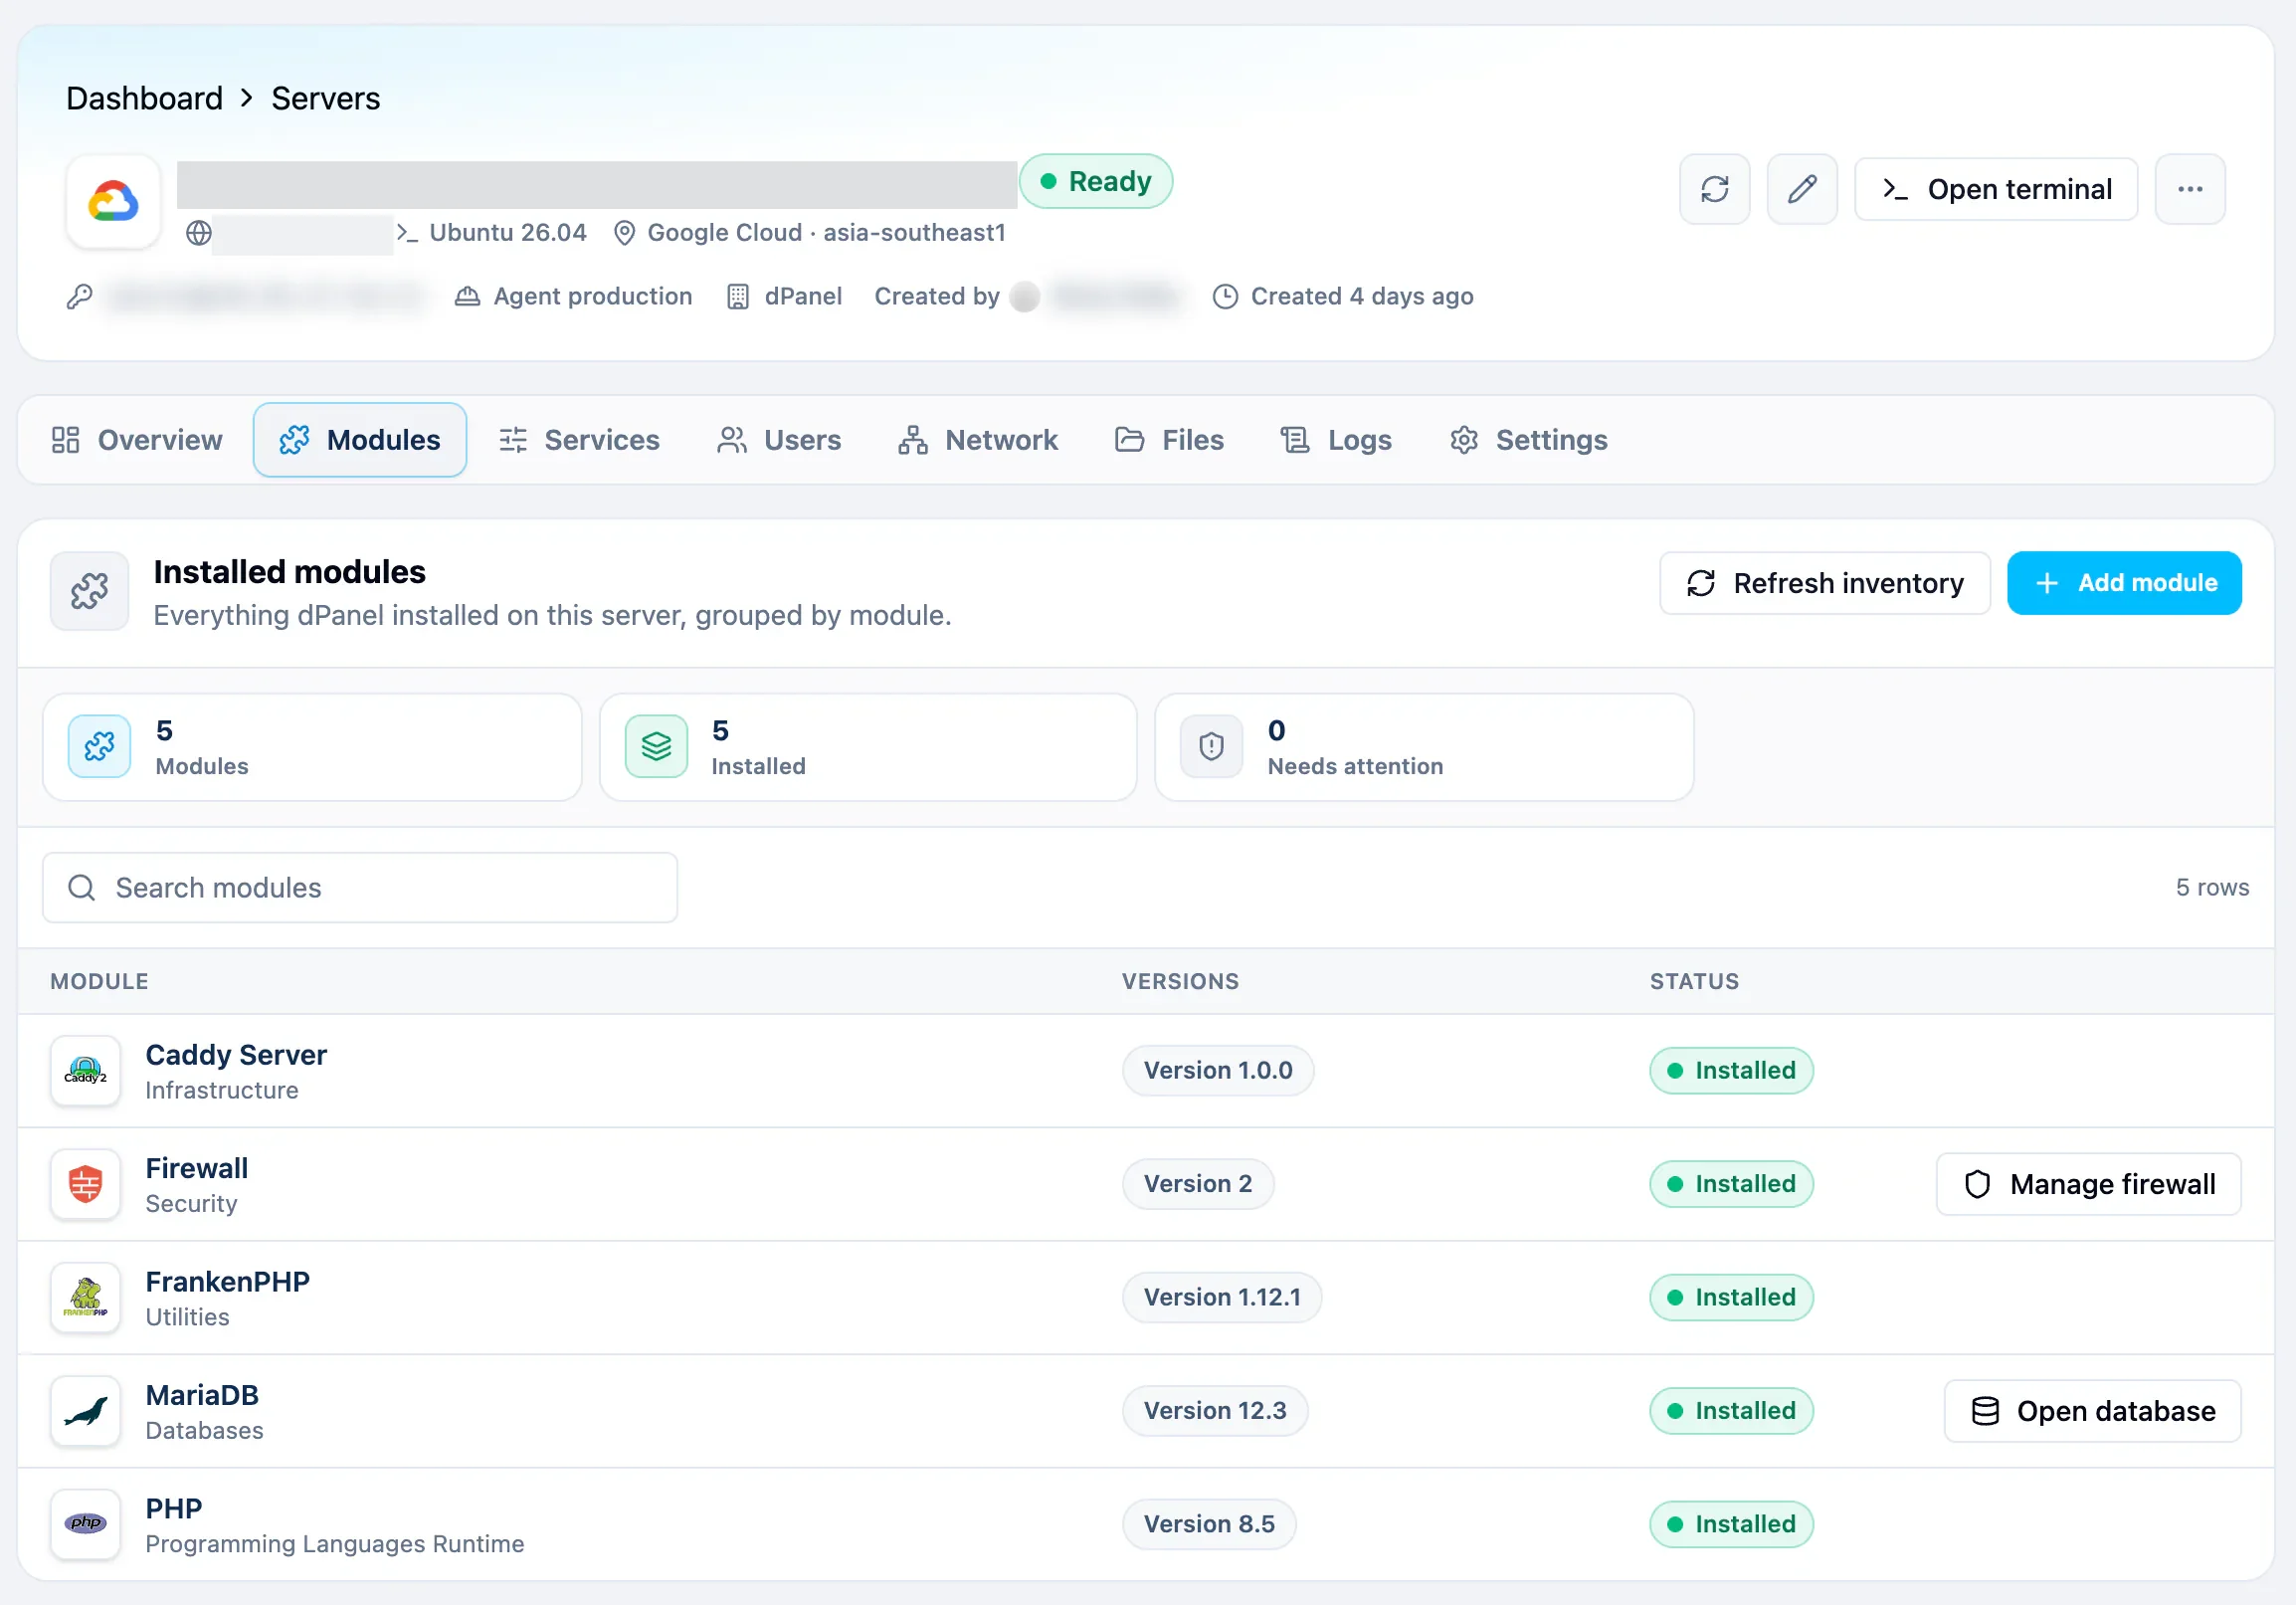 Dashboard > Servers
Ready
Open terminal
Ubuntu 26.04
Google Cloud · asia-southeast1
Agent production
dPanel
Created by
Created 4 days ago
Overview
Modules
Services
Users
Network
Files
Logs
Settings
Installed modules
Everything dPanel installed on this server, grouped by module.
Refresh inventory
Add module
5
Modules
5
Installed
0
Needs attention
Search modules
5 rows
MODULE
VERSIONS
STATUS
Caddy 2
Caddy Server
Infrastructure
Version 1.0.0
Installed
Firewall
Security
Version 2
Installed
Manage firewall
FRANKENPHP
FrankenPHP
Utilities
Version 1.12.1
Installed
MariaDB
Databases
Version 12.3
Installed
Open database
php
PHP
Programming Languages Runtime
Version 8.5
Installed